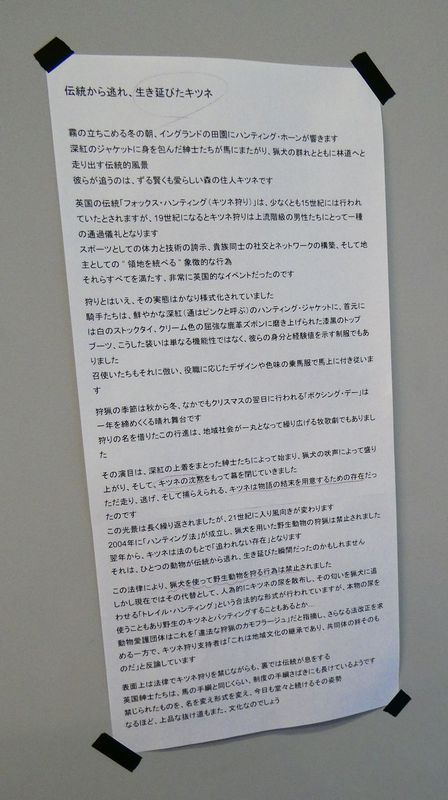 伝統から逃れ、生き延びたキツネ
霧の立ちこめる冬の朝、イングランドの田園にハンティング・ホーンが響きます
深紅のジャケットに身を包んだ紳士たちが馬にまたがり、猟犬の群れとともに林道へと
走り出す伝統的風景
彼らが追うのは、ずる賢くも愛らしい森の住人キツネです
英国の伝統「フォックス・ハンティング(キツネ狩り)」は、少なくとも15世紀には行われ
ていたとされますが、19世紀になるとキツネ狩りは上流階級の男性たちにとって一種
の通過儀礼となります
スポーツとしての体力と技術の誇示、貴族同士の社交とネットワークの構築、そして地
主としての“領地を統べる”象徴的な行為
それらすべてを満たす、非常に英国的なイベントだったのです
狩りとはいえ、その実態はかなり様式化されていました
騎手たちは、鮮やかな深紅(通はピンクと呼ぶ)のハンティング・ジャケットに、首元に
は白のストックタイ、クリーム色の屈強な鹿革ズボンに磨き上げられた漆黒のトップ
ブーツ、こうした装いは単なる機能性ではなく、彼らの身分と経験値を示す制服でもあ
りました
召使いたちもそれに倣い、役職に応じたデザインや色味の乗馬服で馬上に付き従いま
す
狩猟の季節は秋から冬、なかでもクリスマスの翌日に行われる「ボクシング・デー」は
一年を締めくくる晴れ舞台です
狩りの名を借りたこの行進は、地域社会が一丸となって繰り広げる牧歌劇でもありまし
た
その演目は、深紅の上着をまとった紳士たちによって始まり、猟犬の吠声によって盛り
上がり、そして、キツネの沈黙をもって幕を閉じていきました
ただ走り、逃げ、そして捕らえられる、キツネは物語の結末を用意するための存在だっ
たのです
この光景は長く繰り返されましたが、21世紀に入り風向きが変わります
2004年に「ハンティング法」が成立し、猟犬を用いた野生動物の狩猟は禁止されました
翌年から、キツネは法のもとで「追われない存在」となります
それは、ひとつの動物が伝統から逃れ、生き延びた瞬間だったのかもしれません
この法律により、猟犬を使って野生動物を狩る行為は禁止されました
しかし現在ではその代替として、人為的にキツネの尿を散布し、その匂いを猟犬に追
わせる「トレイル・ハンティング」という合法的な形式が行われていますが、本物の尿を
使うこともあり野生のキツネとバッティングすることもあるとか…
動物愛護団体はこれを「違法な狩猟のカモフラージュ」だと指摘し、さらなる法改正を求
める一方で、キツネ狩り支持者は「これは地域文化の継承であり、共同体の絆そのも
のだ」と反論しています
表面上は法律でキツネ狩りを禁じながらも、裏では伝統が息をする
英国紳士たちは、馬の手綱と同じくらい、制度の手綱さばきにも長けているようです
禁じられたものを、名を変え形式を変え、今日も堂々と続けるその姿勢
なるほど、上品な抜け道もまた、文化なのでしょう